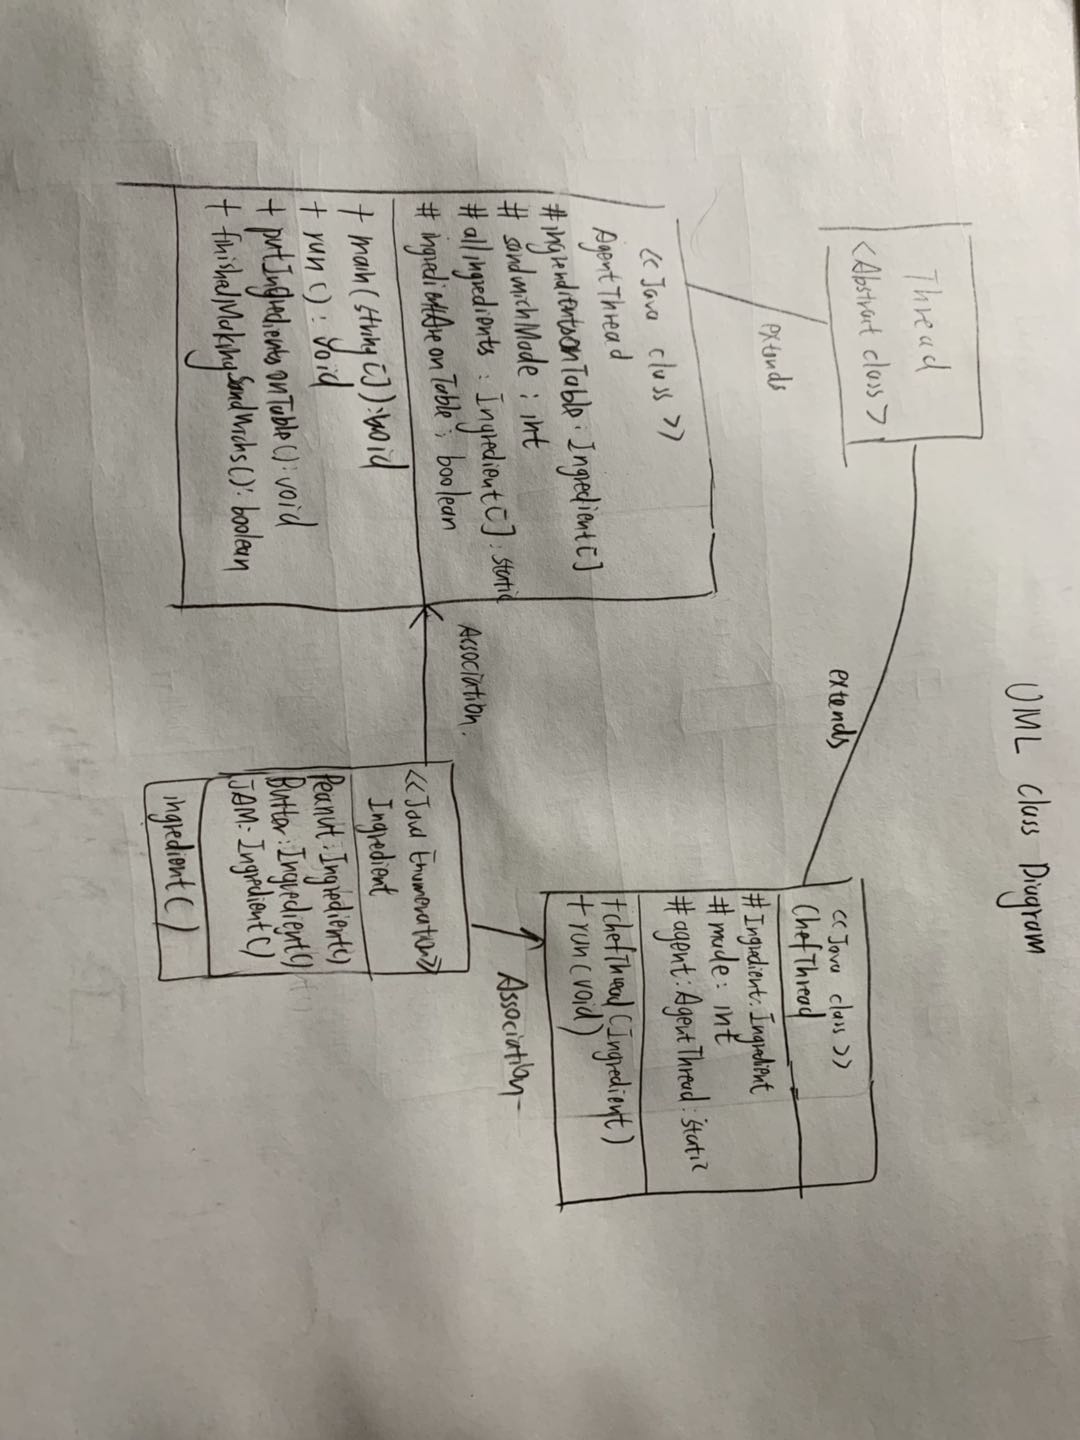 UML Class Diagram
Thread
<Abstract class>
extends
extends
<<Java class>>
ChefThread
#Ingredient: Ingredient
# made: int
# agent: AgentThread: static
+chefThread(Ingredient)
+ run(void)
<<Java class>>
AgentThread
#ingrendientsonTable: Ingredient[]
# sandwichMade : int
# allingredients : Ingredient[]: static
# ingredientAreonTable: boolean
+ main(string[]):void
+ run(): void
+ putIngredientsonTable(): void
+ finishedMakingSandwichs(): boolean
Association.
Association
<<Java Enumeration>>
Ingredient
Peanut: Ingredient()
Butter: Ingredient()
JAM: Ingredient()
ingredient()